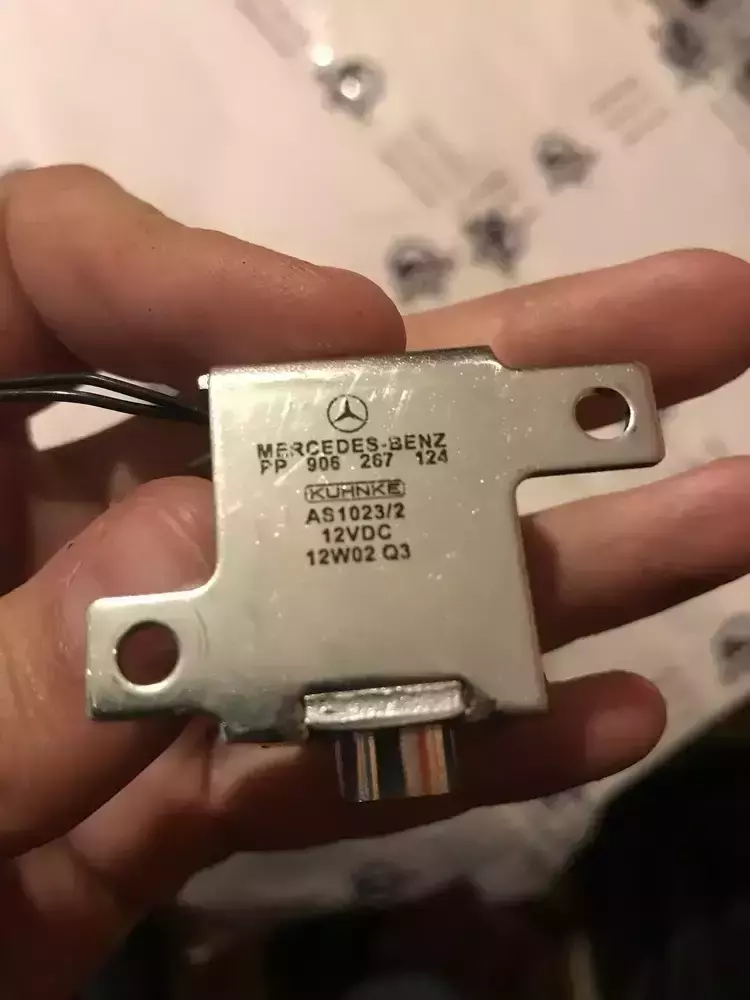 MERCEDES-BENZ
PP 906 267 124
KUHNKE
AS1023/2
12VDC
12W02 Q3